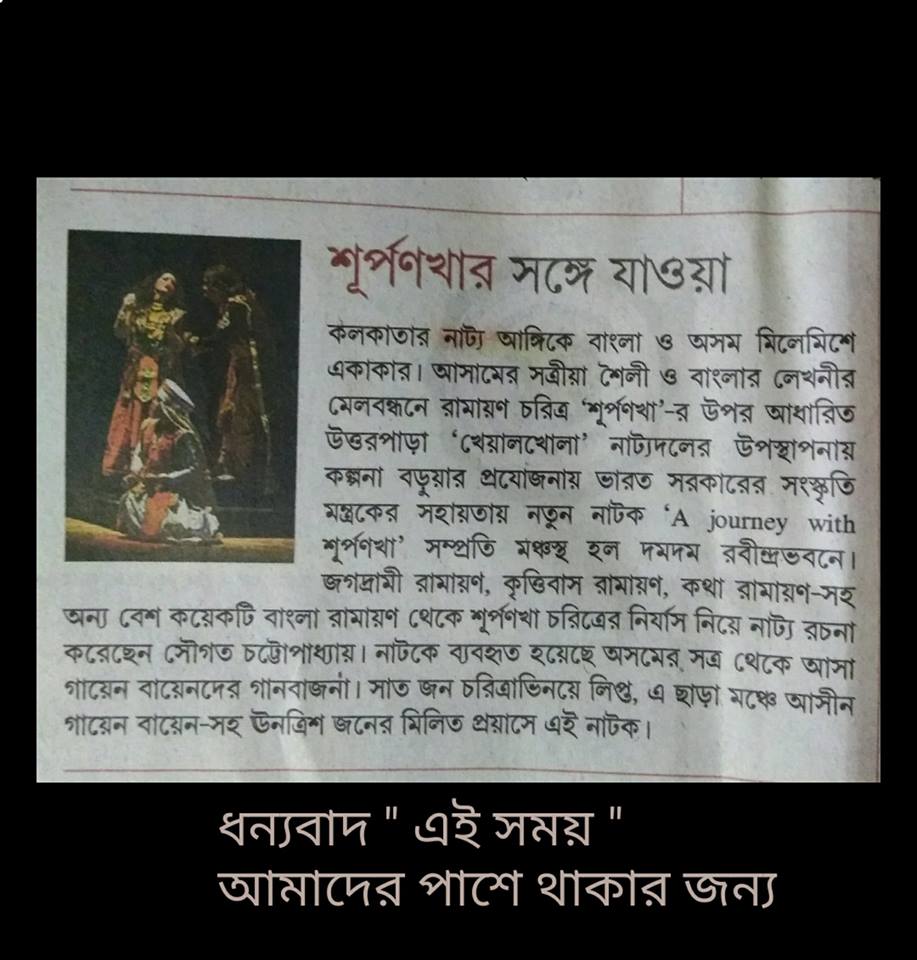 শূর্পণখার সঙ্গে যাওয়া
কলকাতার নাট্য আঙ্গিকে বাংলা ও অসম মিলেমিশে
একাকার। আসামের সত্রীয়া শৈলী ও বাংলার লেখনীর
মেলবন্ধনে রামায়ণ চরিত্র ‘শূর্পণখা’-র উপর আধারিত
উত্তরপাড়া ‘খেয়ালখোলা’ নাট্যদলের উপস্থাপনায়
কল্পনা বড়ুয়ার প্রযোজনায় ভারত সরকারের সংস্কৃতি
মন্ত্রকের সহায়তায় নতুন নাটক ‘A journey with
শূর্পণখা’ সম্প্রতি মঞ্চস্থ হল দমদম রবীন্দ্রভবনে।
জগদ্রামী রামায়ণ, কৃত্তিবাস রামায়ণ, কথা রামায়ণ-সহ
অন্য বেশ কয়েকটি বাংলা রামায়ণ থেকে শূর্পণখা চরিত্রের নির্যাস নিয়ে নাট্য রচনা
করেছেন সৌগত চট্টোপাধ্যায়। নাটকে ব্যবহৃত হয়েছে অসমের সত্র থেকে আসা
গায়েন বায়েনদের গানবাজনা। সাত জন চরিত্রাভিনয়ে লিপ্ত, এ ছাড়া মঞ্চে আসীন
গায়েন বায়েন-সহ ঊনত্রিশ জনের মিলিত প্রয়াসে এই নাটক।
ধন্যবাদ " এই সময় "
আমাদের পাশে থাকার জন্য